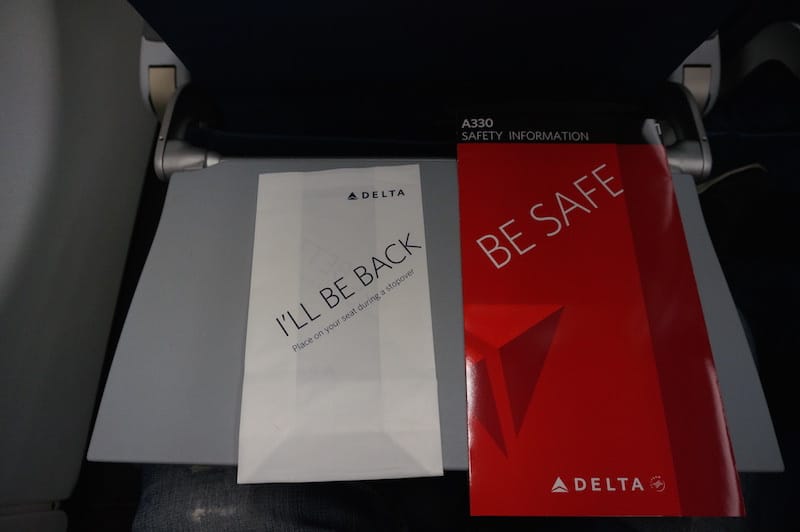 DELTA
I'LL BE BACK
Place on your seat during a stopover
A330
SAFETY INFORMATION
BE SAFE
DELTA